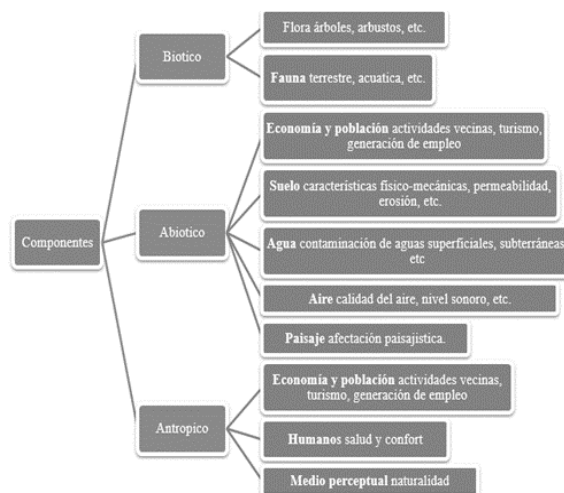 Componentes
Biotico
Flora árboles, arbustos, etc.
Fauna terrestre, acuatica, etc.
Abiotico
Economía y población actividades vecinas, turismo,
generación de empleo
Suelo características físico-mecánicas, permeabilidad,
erosión, etc.
Agua contaminación de aguas superficiales, subterráneas,
etc
Aire calidad del aire, nivel sonoro, etc.
Paisaje afectación paisajistica.
Antropico
Economía y población actividades vecinas,
turismo, generación de empleo
Humanos salud y confort
Medio perceptual naturalidad